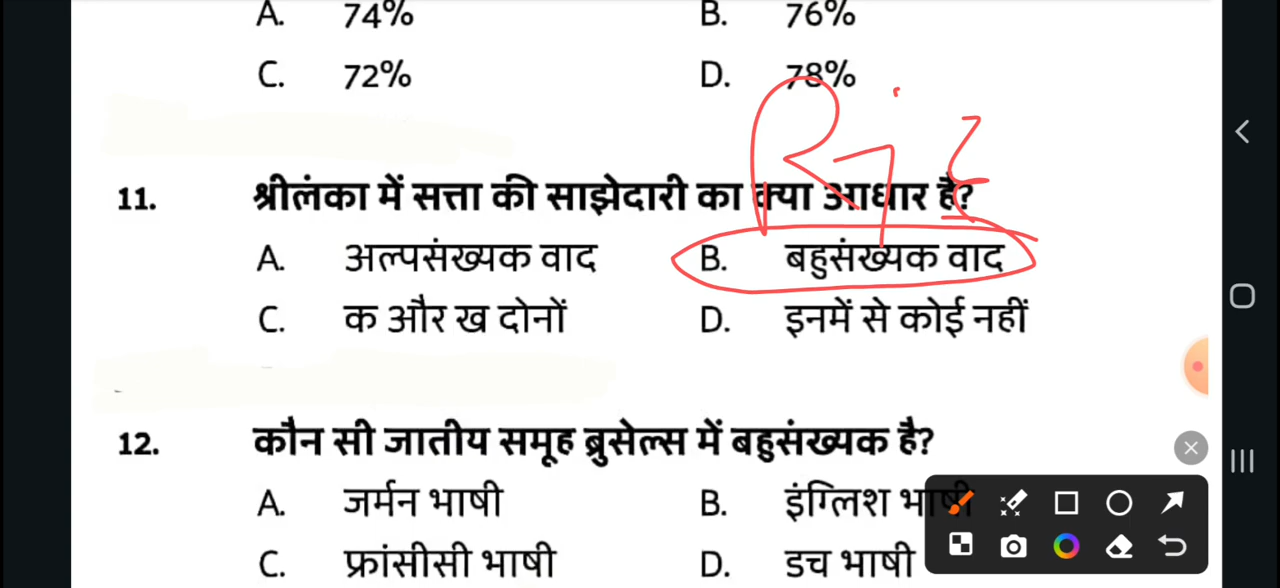 A. 74% B. 76%
C. 72% D. 78%
11. श्रीलंका में सत्ता की साझेदारी का क्या आधार है?
A. अल्पसंख्यक वाद B. बहुसंख्यक वाद
C. क और ख दोनों D. इनमें से कोई नहीं
12. कौन सी जातीय समूह ब्रुसेल्स में बहुसंख्यक है?
A. जर्मन भाषी B. इंग्लिश भाषी
C. फ्रांसीसी भाषी D. डच भाषी